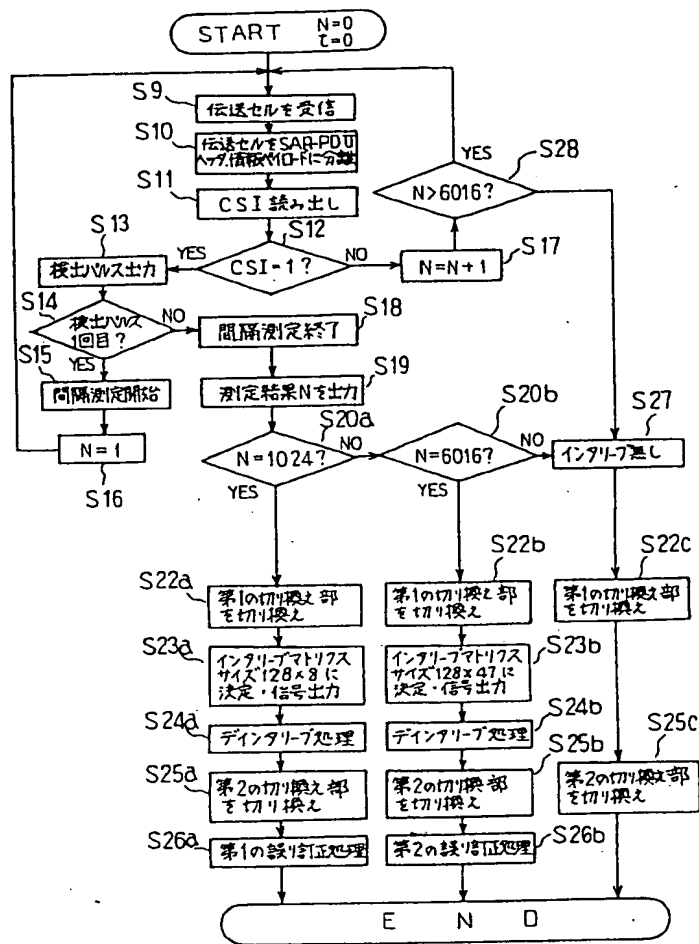 START N=0
τ=0
S9
伝送セルを受信
S10
伝送セルをSAR-PDU
ヘッダ,情報ペイロードに分離
S11
CSI読み出し
S12
CSI=1?
YES
NO
S13
検出パルス出力
S14
検出パルス
1回目?
NO
YES
S15
間隔測定開始
N=1
S16
S17
N=N+1
S28
N>6016?
YES
S18
間隔測定終了
S19
測定結果Nを出力
S20a
N=1024?
NO
YES
S20b
N=6016?
NO
YES
S27
インタリーブ無し
S22a
第1の切り換え部
を切り換え
S22b
第1の切り換え部
を切り換え
S22c
第1の切り換え部
を切り換え
S23a
インタリーブマトリクス
サイズ128×8に
決定・信号出力
S23b
インタリーブマトリクス
サイズ128×47に
決定・信号出力
S24a
デインタリーブ処理
S24b
デインタリーブ処理
S25a
第2の切り換え部
を切り換え
S25b
第2の切り換え部
を切り換え
S25c
第2の切り換え部
を切り換え
S26a
第1の誤り訂正処理
S26b
第2の誤り訂正処理
END